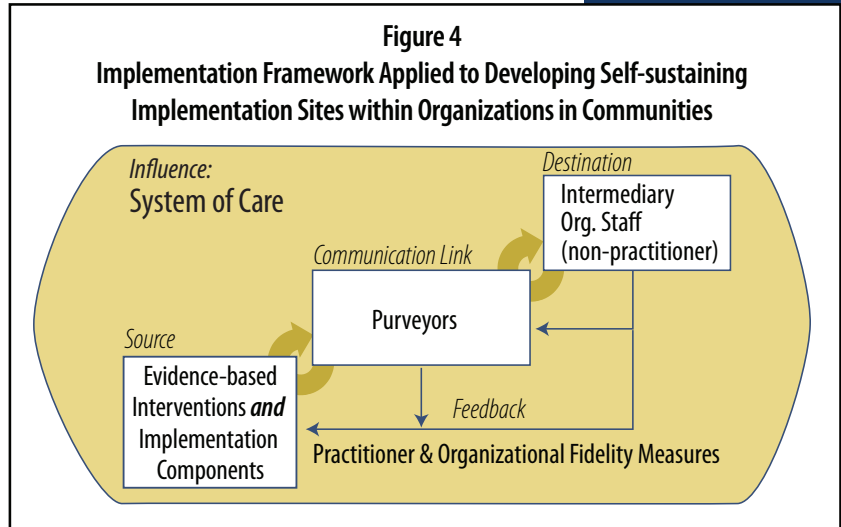 Figure 4
Implementation Framework Applied to Developing Self-sustaining
Implementation Sites within Organizations in Communities
Influence:
System of Care
Destination
Intermediary
Org. Staff
(non-practitioner)
Communication Link
Purveyors
Source
Evidence-based
Interventions and
Implementation
Components
Feedback
Practitioner & Organizational Fidelity Measures